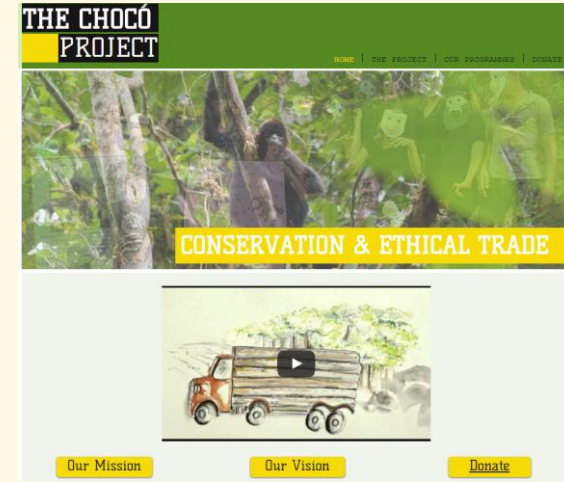 THE CHOCÓ
PROJECT
HOME | THE PROJECT | OUR PROGRAMMES | DONATE
CONSERVATION & ETHICAL TRADE
Our Mission
Our Vision
Donate